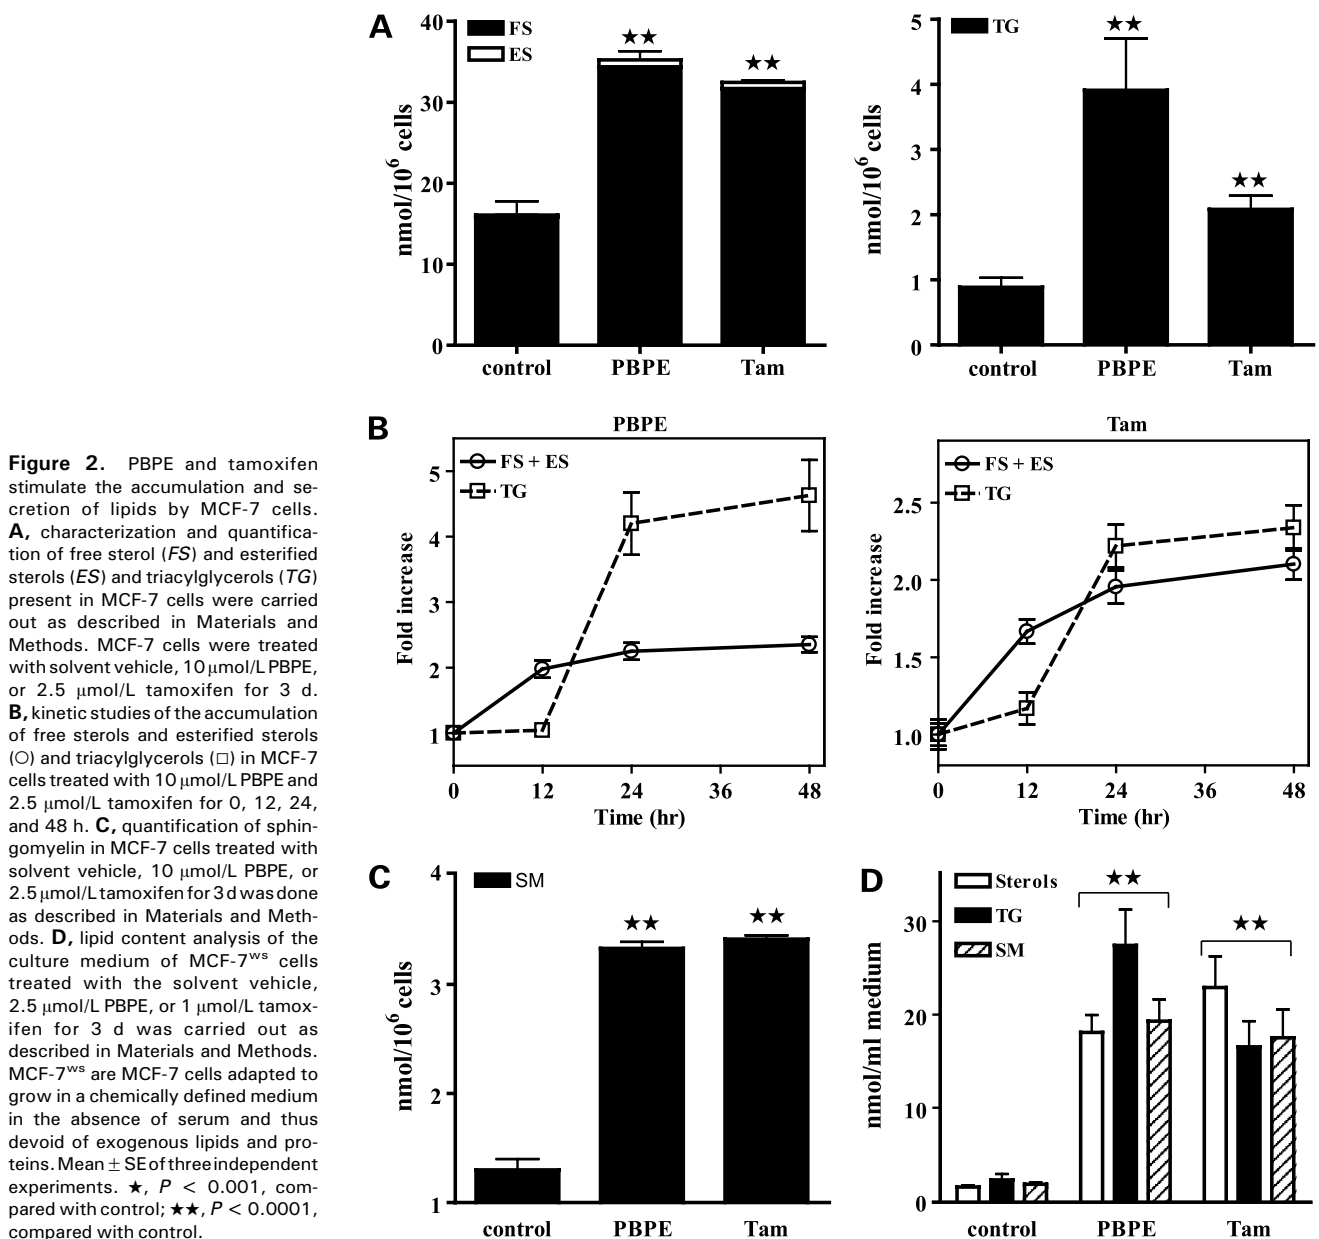 A
40
30
20
10
0
nmol/10⁶ cells
FS
ES
★★
★★
control
PBPE
Tam
5
4
3
2
1
0
nmol/10⁶ cells
TG
★★
★★
control
PBPE
Tam
B
PBPE
5
4
3
2
1
Fold increase
FS + ES
TG
0
12
24
36
48
Time (hr)
Tam
2.5
2.0
1.5
1.0
Fold increase
FS + ES
TG
0
12
24
36
48
Time (hr)
C
4
3
2
1
nmol/10⁶ cells
SM
★★
★★
control
PBPE
Tam
D
30
20
10
0
nmol/ml medium
Sterols
TG
SM
★★
★★
control
PBPE
Tam
Figure 2. PBPE and tamoxifen
stimulate the accumulation and se-
cretion of lipids by MCF-7 cells.
A, characterization and quantifica-
tion of free sterol (FS) and esterified
sterols (ES) and triacylglycerols (TG)
present in MCF-7 cells were carried
out as described in Materials and
Methods. MCF-7 cells were treated
with solvent vehicle, 10 μmol/L PBPE,
or 2.5 μmol/L tamoxifen for 3 d.
B, kinetic studies of the accumulation
of free sterols and esterified sterols
(○) and triacylglycerols (□) in MCF-7
cells treated with 10 μmol/L PBPE and
2.5 μmol/L tamoxifen for 0, 12, 24,
and 48 h. C, quantification of sphin-
gomyelin in MCF-7 cells treated with
solvent vehicle, 10 μmol/L PBPE, or
2.5 μmol/L tamoxifen for 3 d was done
as described in Materials and Meth-
ods. D, lipid content analysis of the
culture medium of MCF-7ʷˢ cells
treated with the solvent vehicle,
2.5 μmol/L PBPE, or 1 μmol/L tamox-
ifen for 3 d was carried out as
described in Materials and Methods.
MCF-7ʷˢ are MCF-7 cells adapted to
grow in a chemically defined medium
in the absence of serum and thus
devoid of exogenous lipids and pro-
teins. Mean ± SE of three independent
experiments. ★, P < 0.001, com-
pared with control; ★★, P < 0.0001,
compared with control.